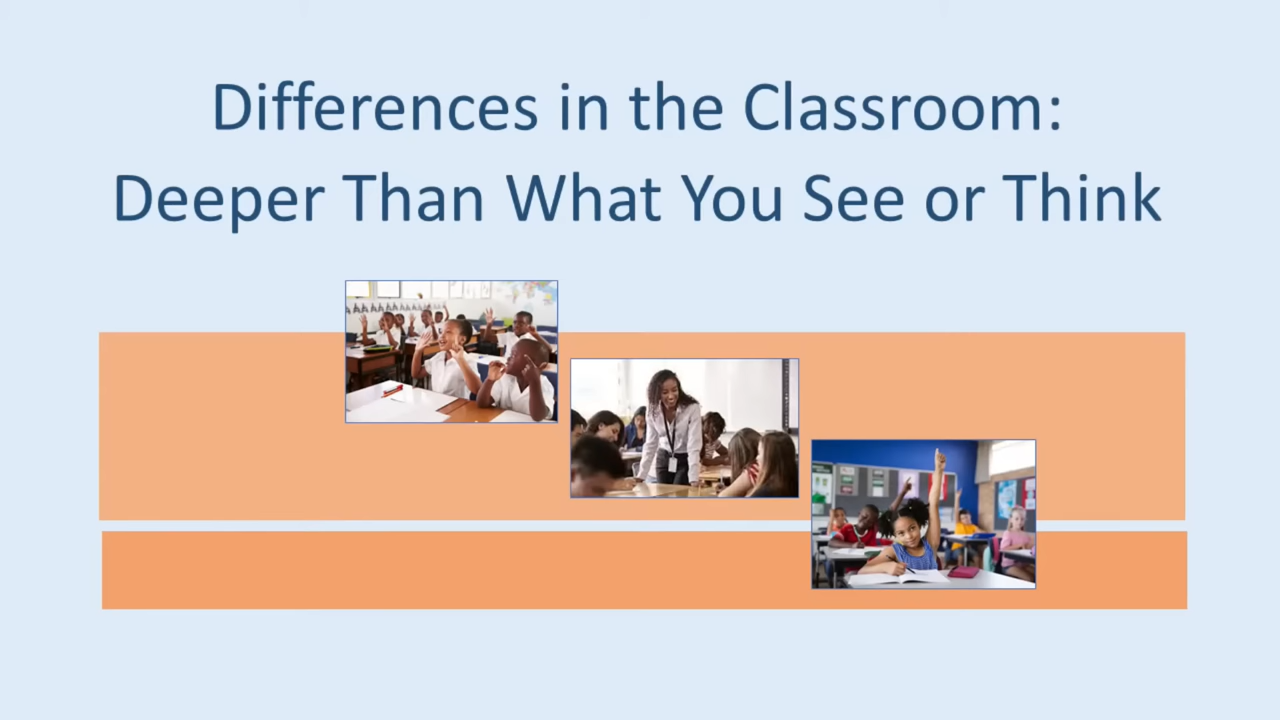 Differences in the Classroom:
Deeper Than What You See or Think